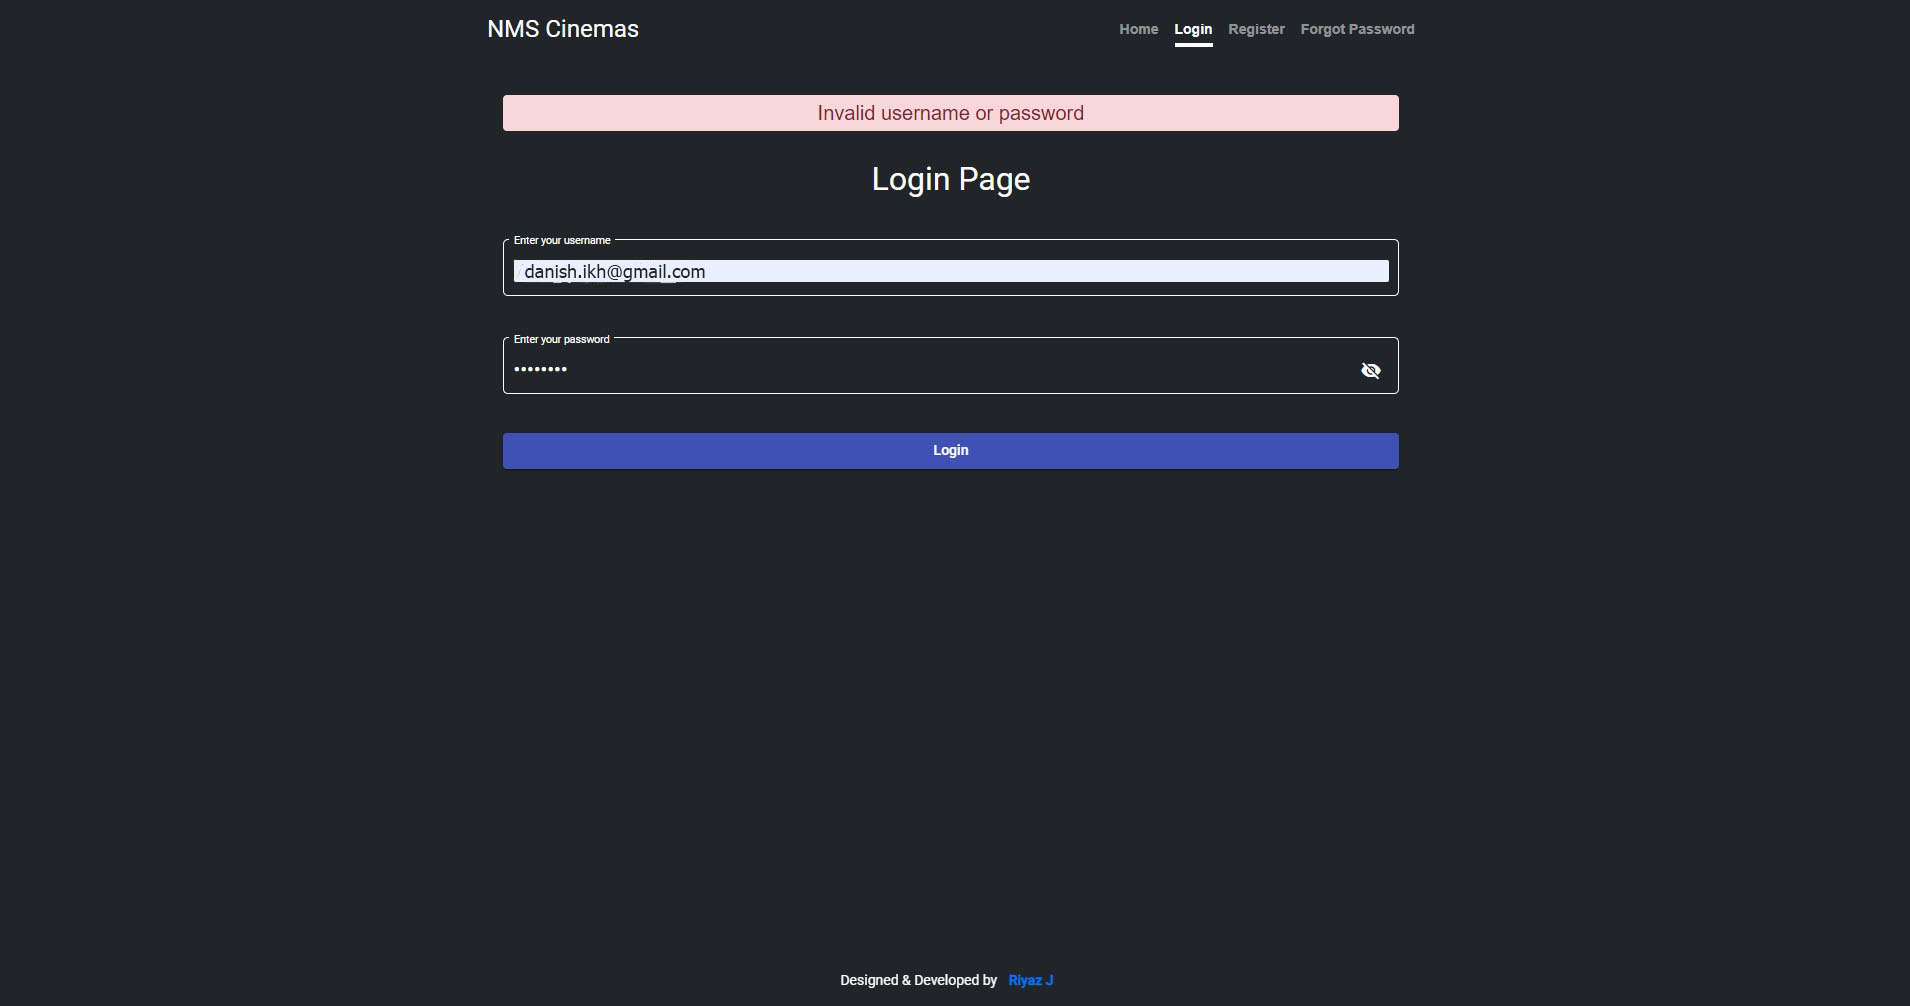 NMS Cinemas
Home Login Register Forgot Password
Invalid username or password
Login Page
Enter your username
danish.ikh@gmail.com
Enter your password
••••••••
Login
Designed & Developed by Riyaz J